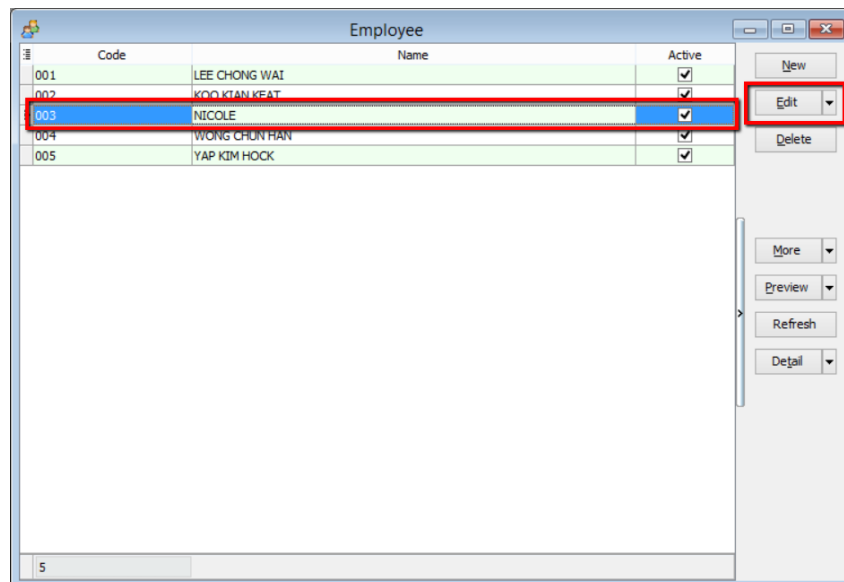 Employee
Code Name Active
001 LEE CHONG WAI
002 KOO KIAN KEAT
003 NICOLE
004 WONG CHUN HAN
005 YAP KIM HOCK
5
New
Edit
Delete
More
Preview
Refresh
Detail